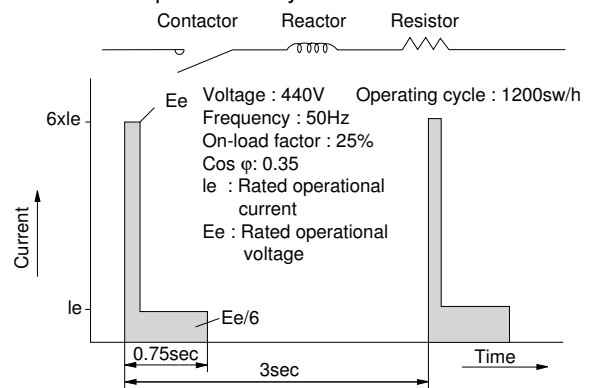 Contactor Reactor Resistor
Ee
Voltage : 440V Operating cycle : 1200sw/h
6xIe
Frequency : 50Hz
On-load factor : 25%
Cos φ: 0.35
Ie : Rated operational
current
Ee : Rated operational
voltage
Current
Ie
Ee/6
0.75sec
Time
3sec